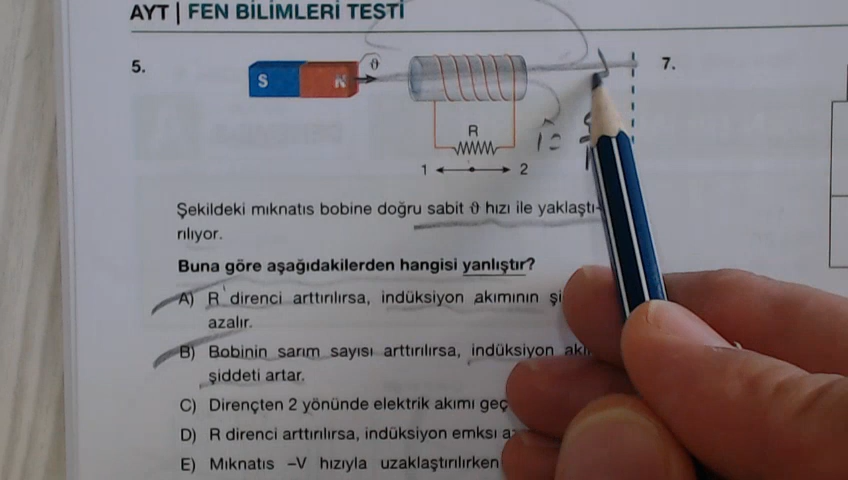 AYT | FEN BİLİMLERİ TESTİ
5.
7.
S
N
ϑ
R
1
2
Şekildeki mıknatıs bobine doğru sabit ϑ hızı ile yaklaştı-
rılıyor.
Buna göre aşağıdakilerden hangisi yanlıştır?
A) R direnci arttırılırsa, indüksiyon akımının şi
azalır.
B) Bobinin sarım sayısı arttırılırsa, indüksiyon akı
şiddeti artar.
C) Dirençten 2 yönünde elektrik akımı geç
D) R direnci arttırılırsa, indüksiyon emksı a
E) Mıknatıs –V hızıyla uzaklaştırılırken